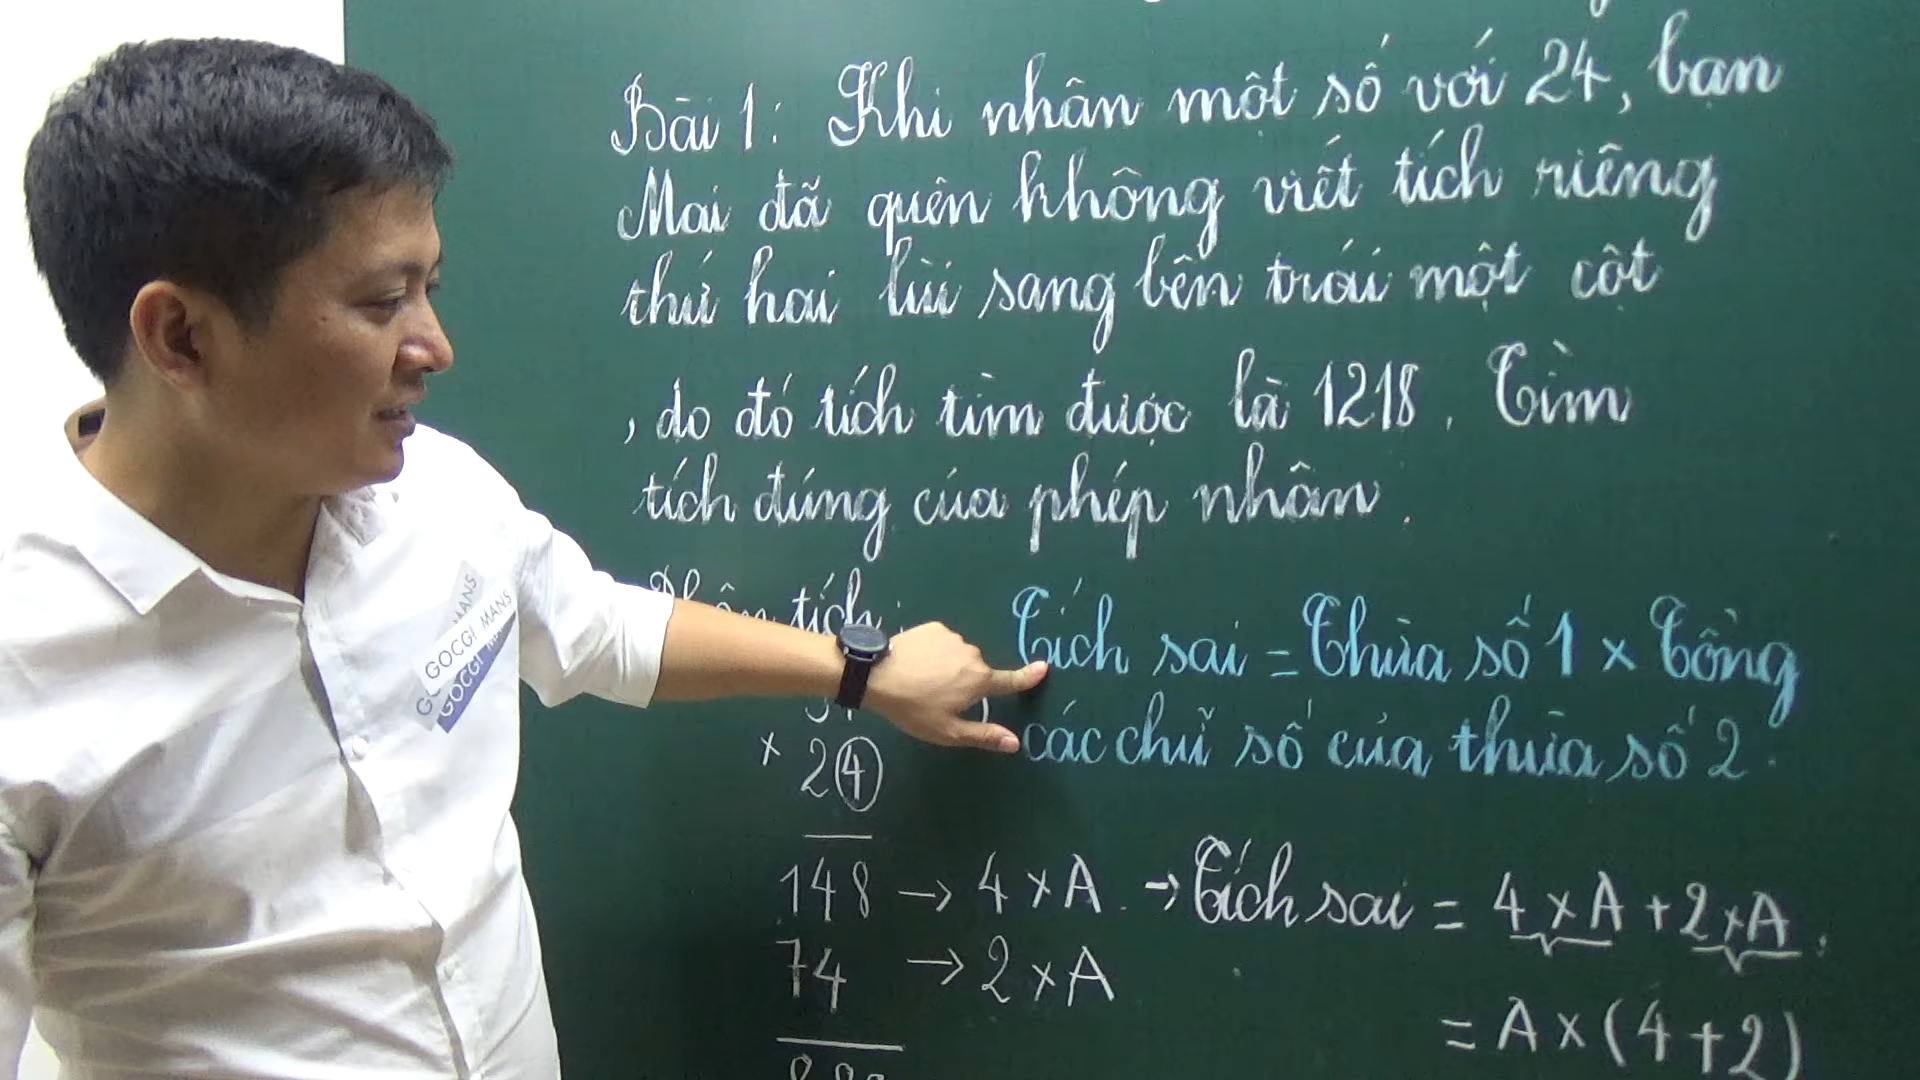 Bài 1: Khi nhân một số với 24, bạn
Mai đã quên không viết tích riêng
thứ hai lùi sang bên trái một cột
, do đó tích tìm được là 1218. Tìm
tích đúng của phép nhân.
tích:
Tích sai = Thừa số 1 × Tổng
các chữ số của thừa số 2.
× 24
148 → 4 × A. → Tích sai = 4 × A + 2 × A.
74 → 2 × A
= A × (4 + 2)
GOCGI MANS
GOCGI